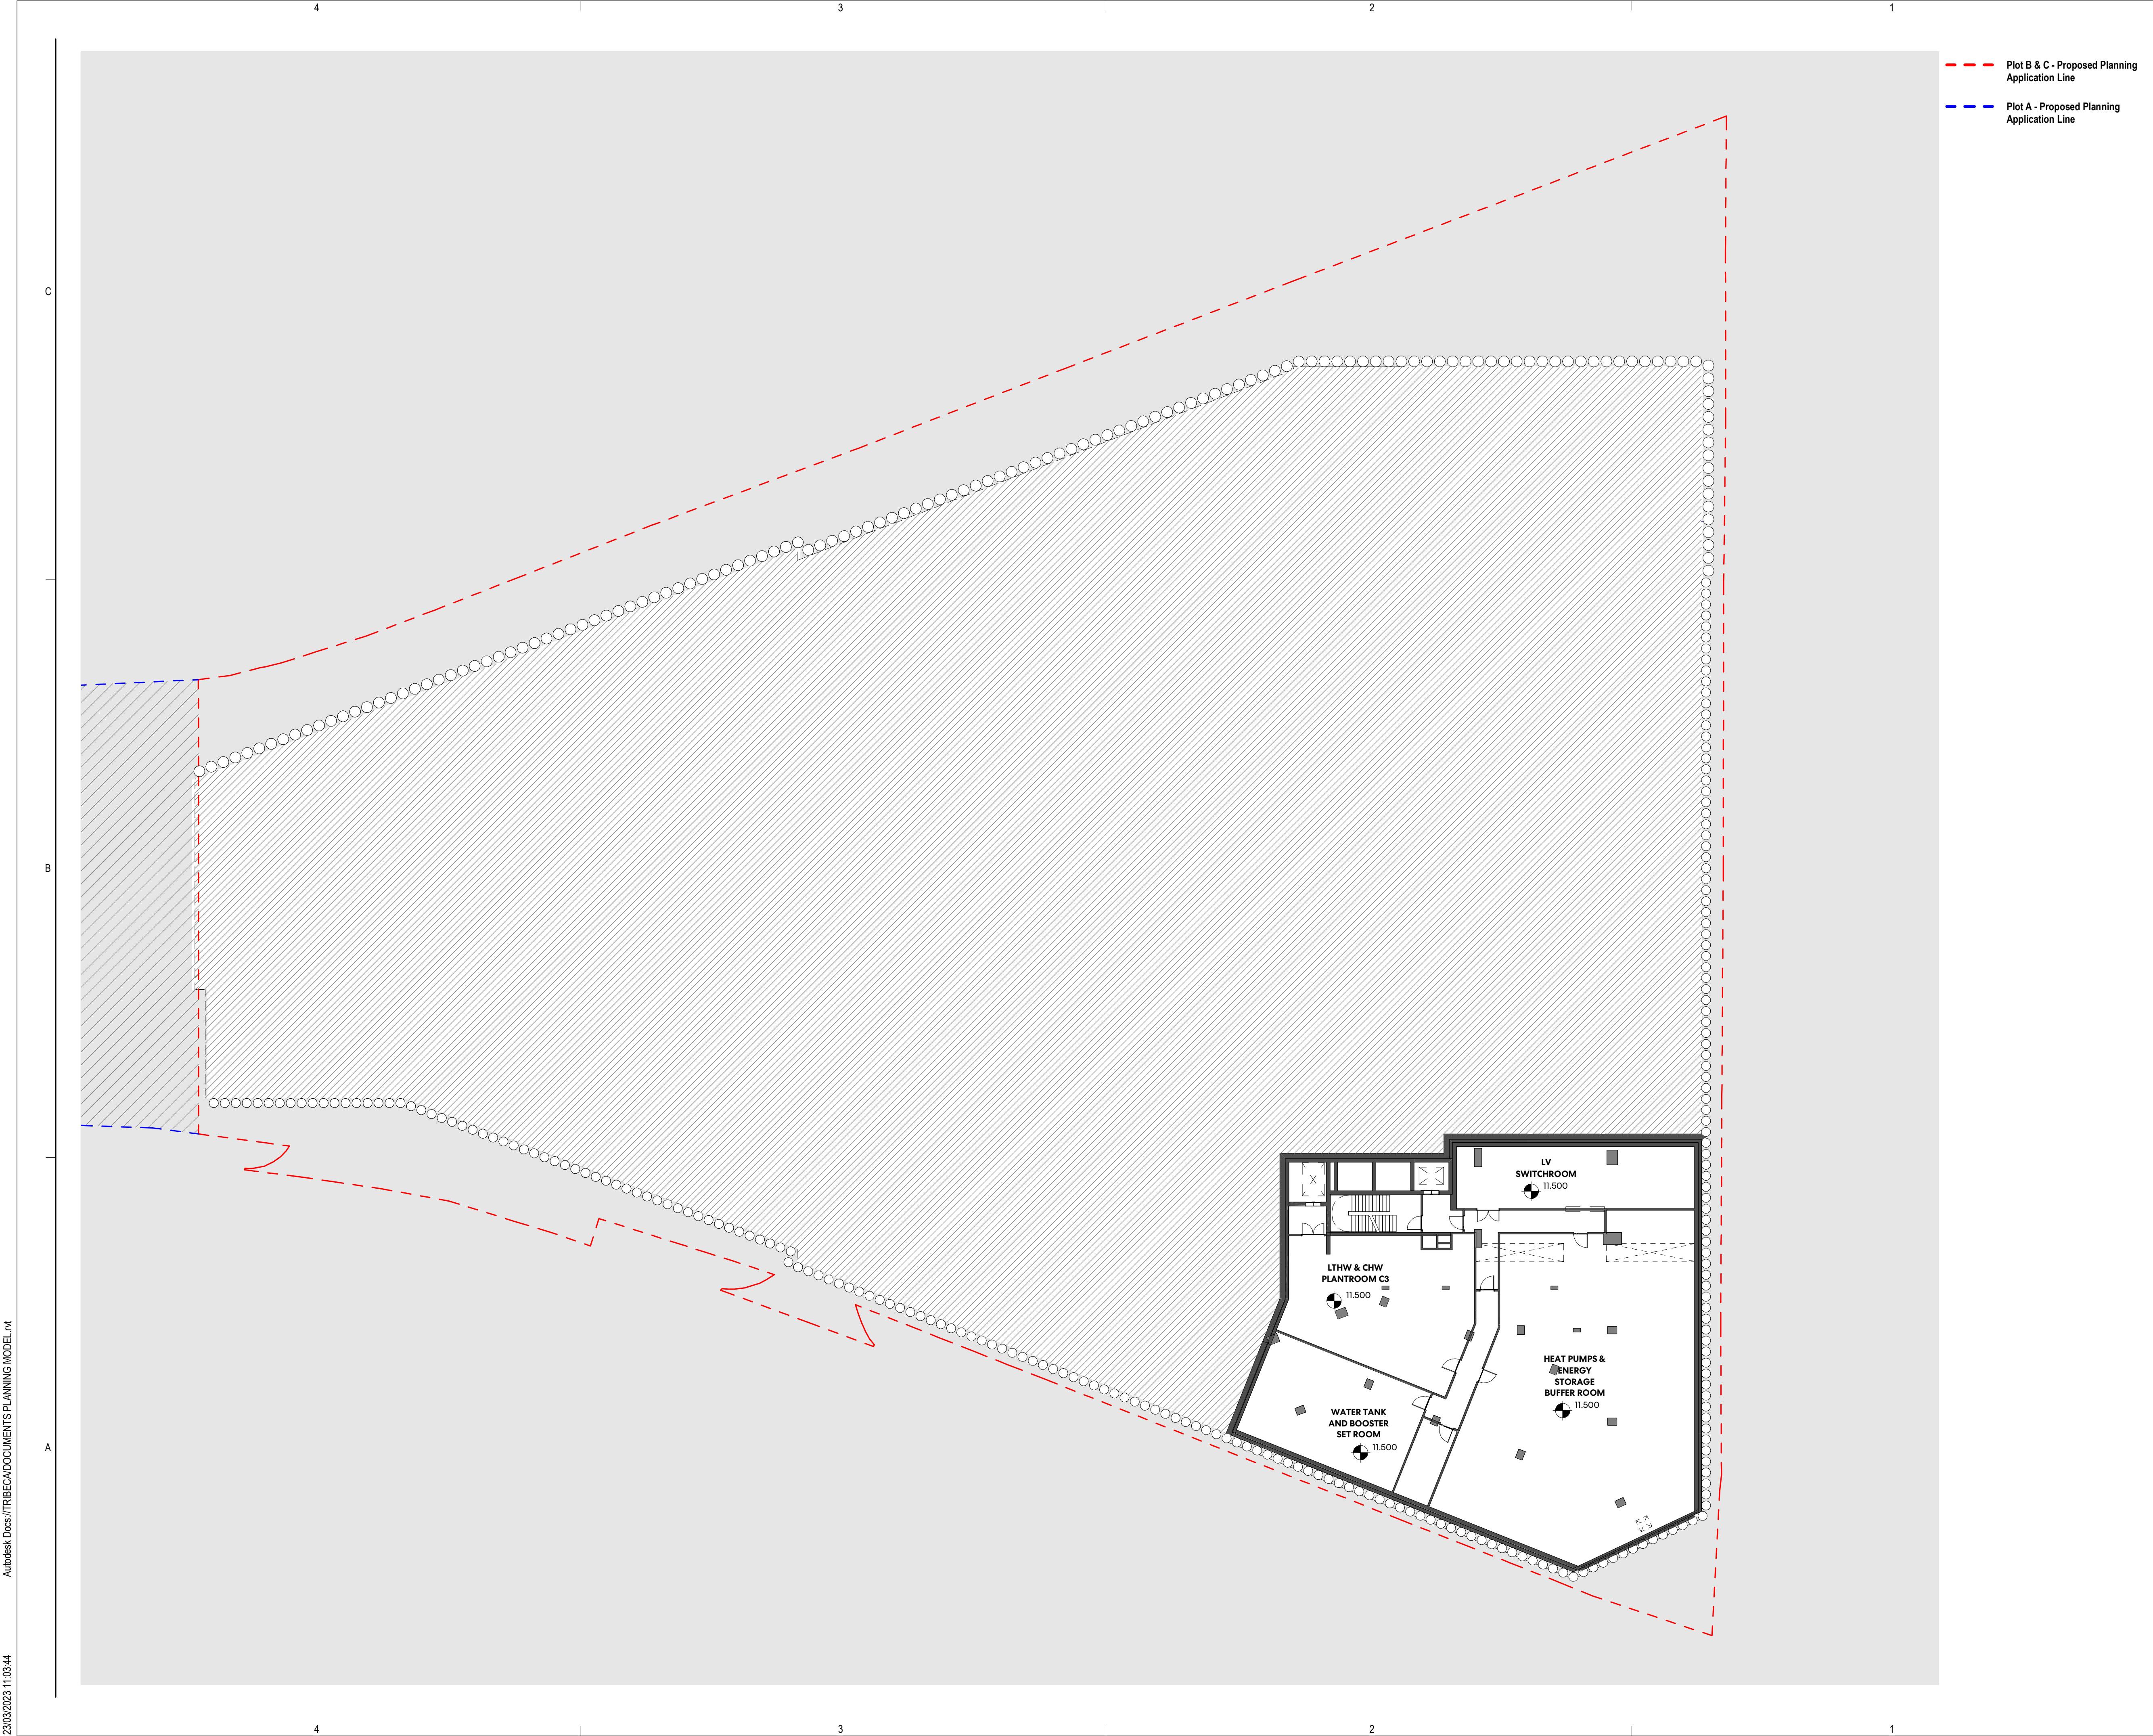 4 3 2 1
Plot B & C - Proposed Planning
Application Line
Plot A - Proposed Planning
Application Line
C
B
A
LV
SWITCHROOM
11.500
LTHW & CHW
PLANTROOM C3
11.500
HEAT PUMPS &
ENERGY
STORAGE
BUFFER ROOM
11.500
WATER TANK
AND BOOSTER
SET ROOM
11.500
4 3 2 1
23/03/2023 11:03:44 Autodesk Docs://TRIBECA/DOCUMENTS PLANNING MODEL.rvt